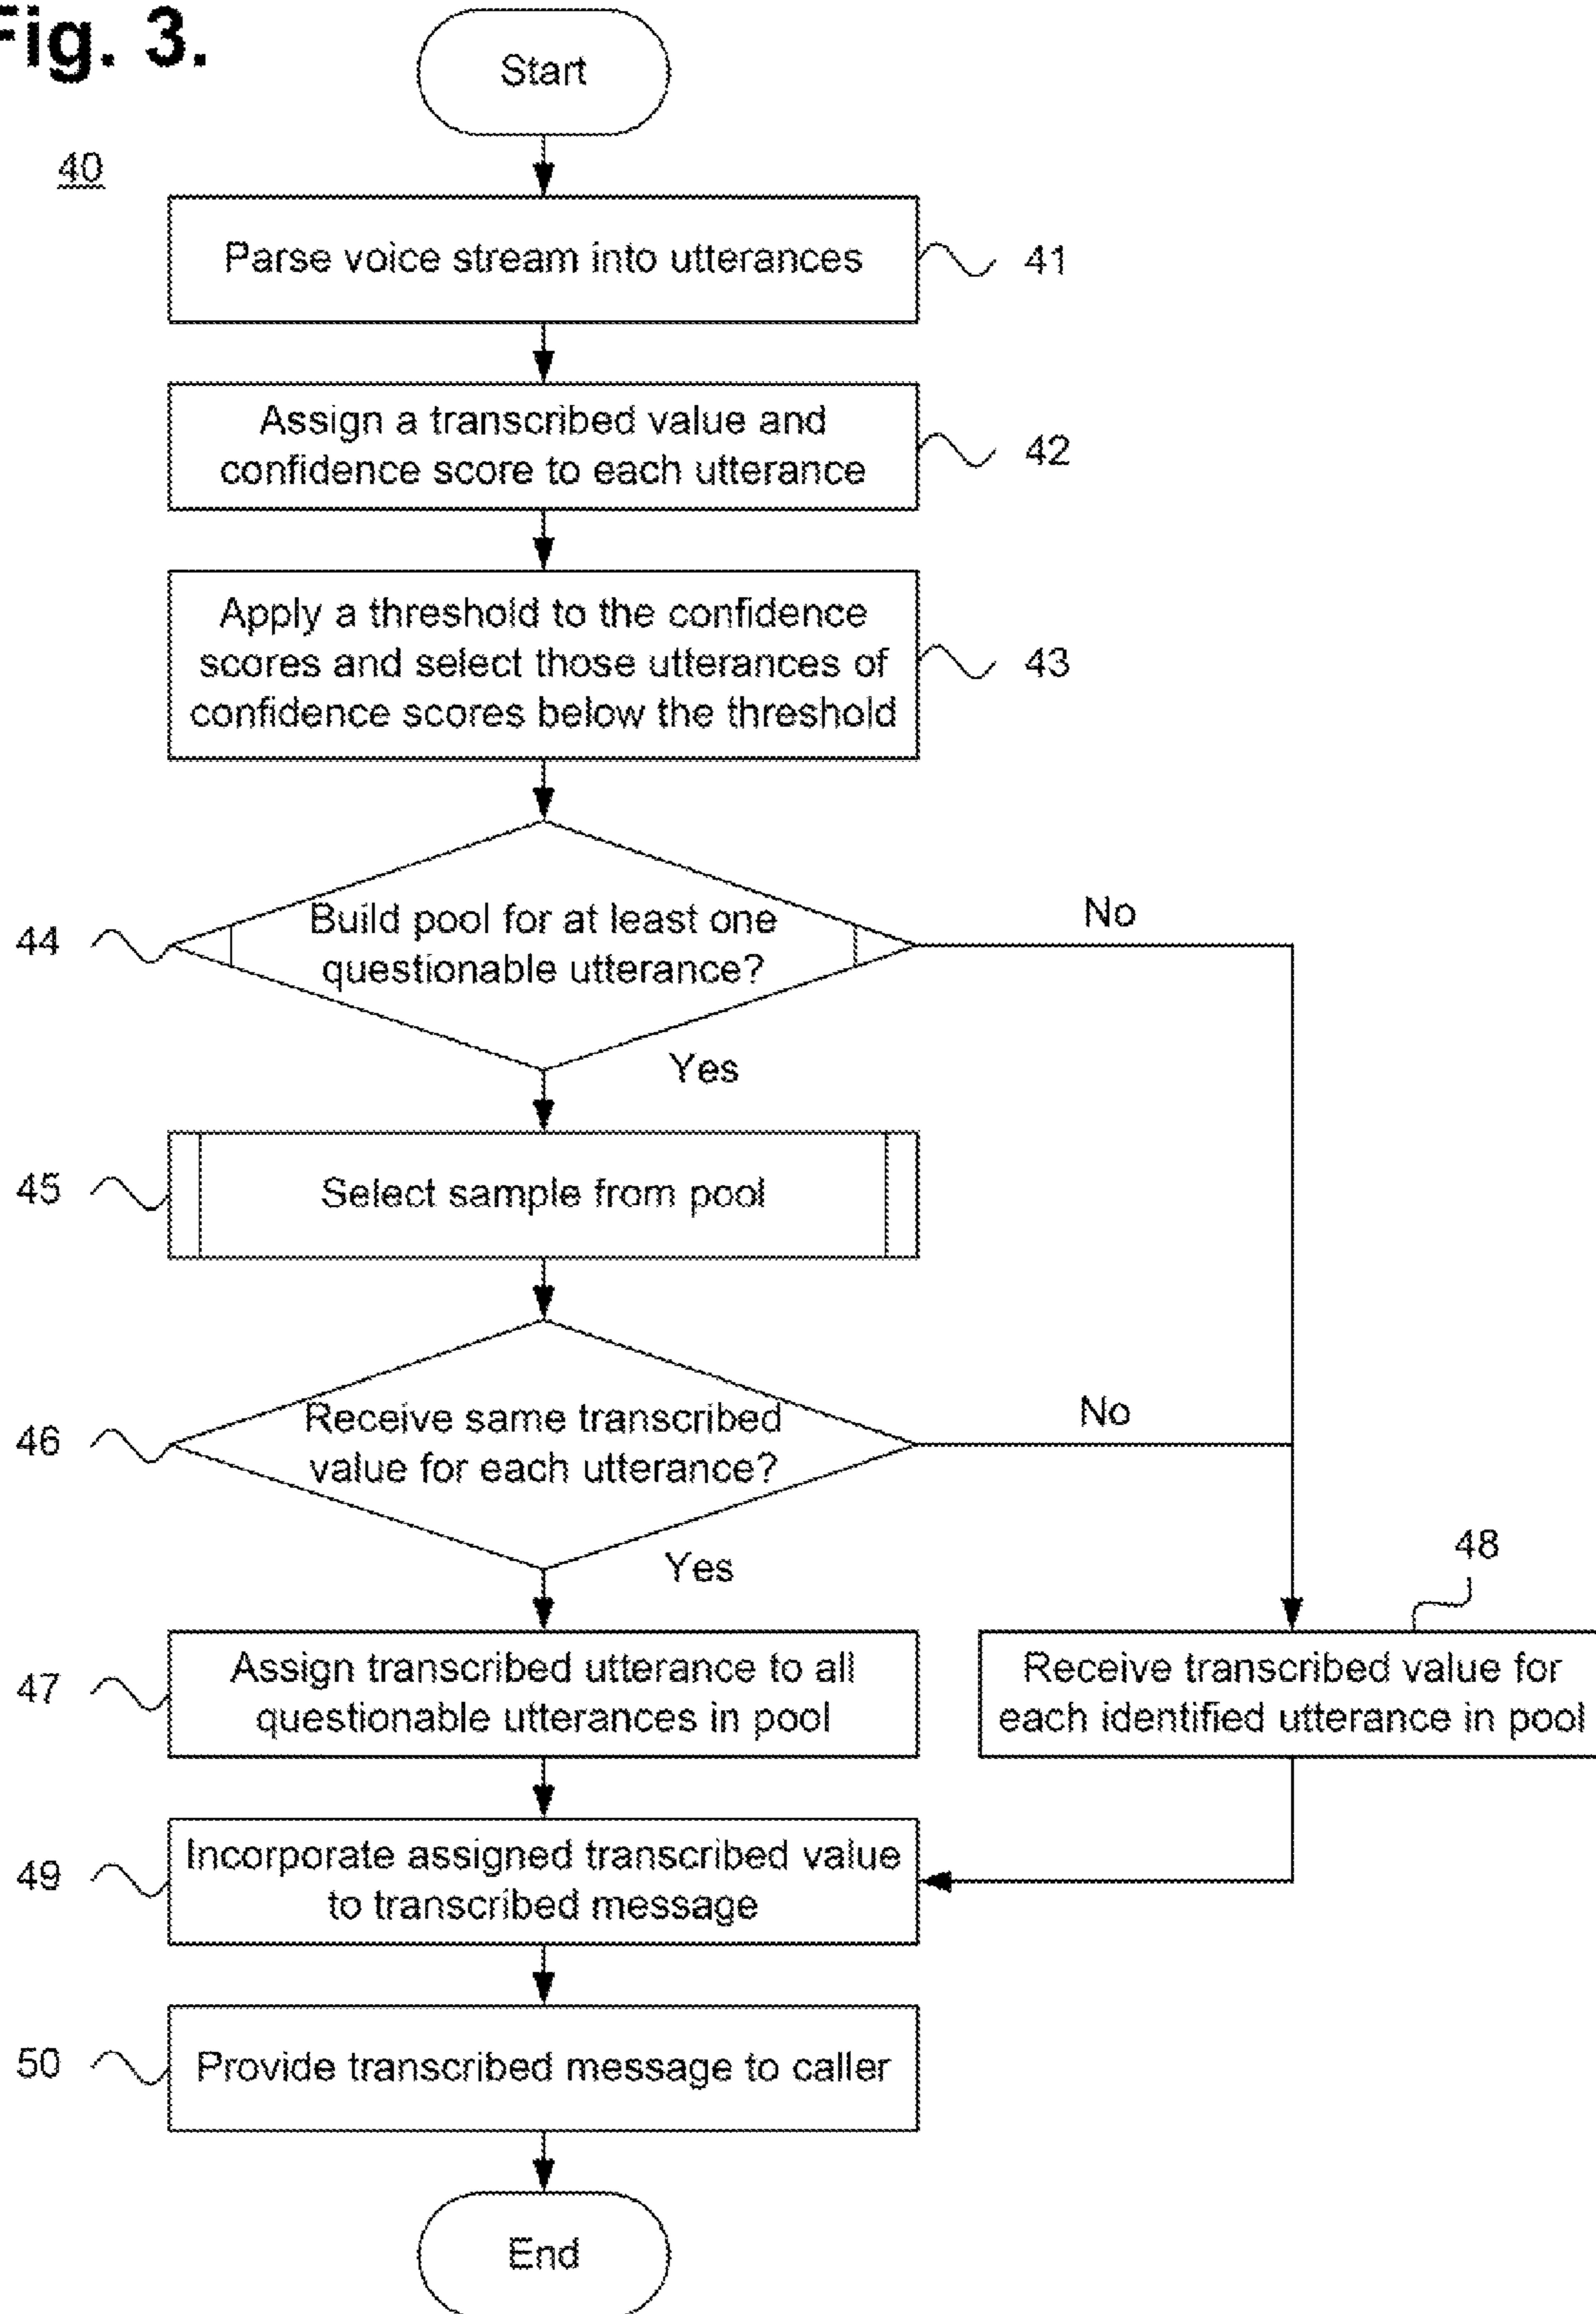 Fig. 3.
Start
40
Parse voice stream into utterances
41
Assign a transcribed value and
confidence score to each utterance
42
Apply a threshold to the confidence
scores and select those utterances of
confidence scores below the threshold
43
44
Build pool for at least one
questionable utterance?
No
Yes
45
Select sample from pool
46
Receive same transcribed
value for each utterance?
No
Yes
48
47
Assign transcribed utterance to all
questionable utterances in pool
Receive transcribed value for
each identified utterance in pool
49
Incorporate assigned transcribed value
to transcribed message
50
Provide transcribed message to caller
End